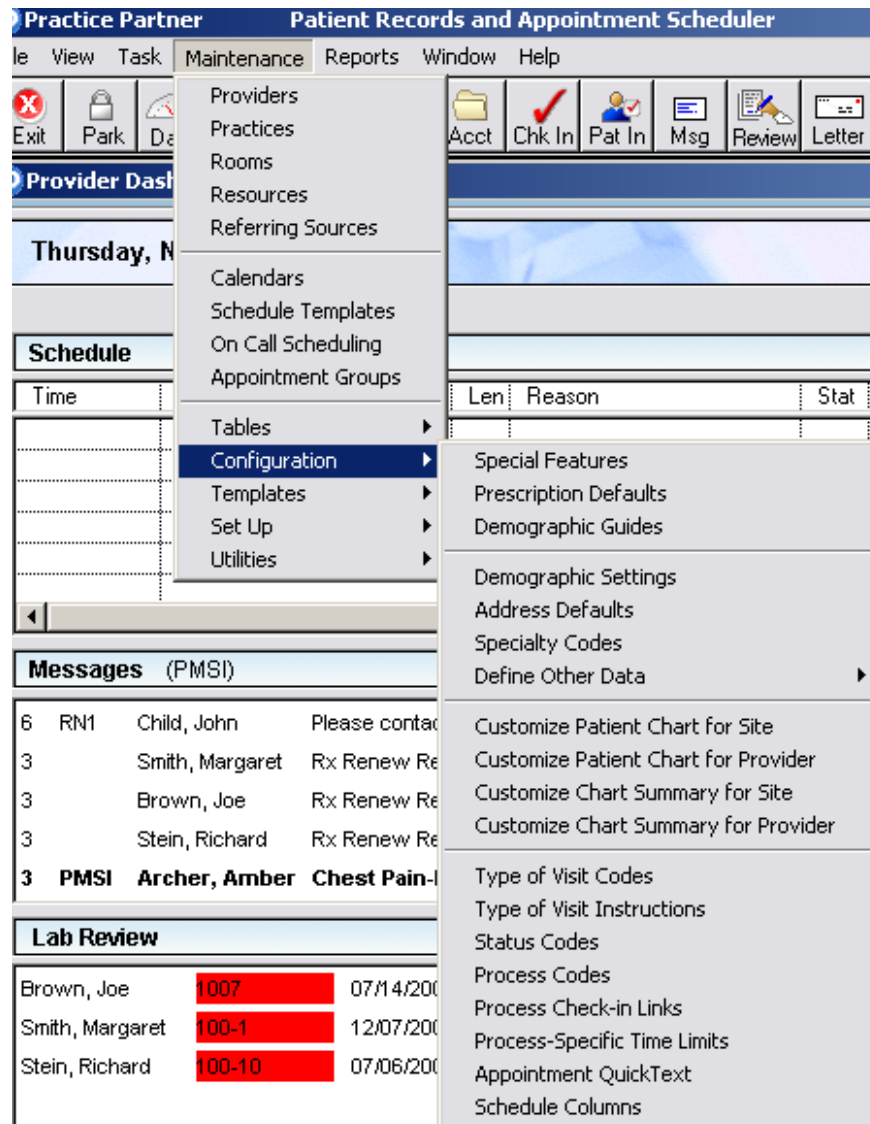 Practice Partner Patient Records and Appointment Scheduler
le View Task Maintenance Reports Window Help
Exit Park Da Acct Chk In Pat In Msg Review Letter
Providers
Practices
Rooms
Resources
Referring Sources
Calendars
Schedule Templates
On Call Scheduling
Appointment Groups
Tables
Configuration
Templates
Set Up
Utilities
Special Features
Prescription Defaults
Demographic Guides
Demographic Settings
Address Defaults
Specialty Codes
Define Other Data
Customize Patient Chart for Site
Customize Patient Chart for Provider
Customize Chart Summary for Site
Customize Chart Summary for Provider
Type of Visit Codes
Type of Visit Instructions
Status Codes
Process Codes
Process Check-in Links
Process-Specific Time Limits
Appointment QuickText
Schedule Columns
Provider Dash
Thursday, N
Schedule
Time Len Reason Stat
Messages (PMSI)
6 RN1 Child, John Please contac
3 Smith, Margaret Rx Renew Re
3 Brown, Joe Rx Renew Re
3 Stein, Richard Rx Renew Re
3 PMSI Archer, Amber Chest Pain-
Lab Review
Brown, Joe 1007 07/14/200
Smith, Margaret 100-1 12/07/200
Stein, Richard 100-10 07/06/200